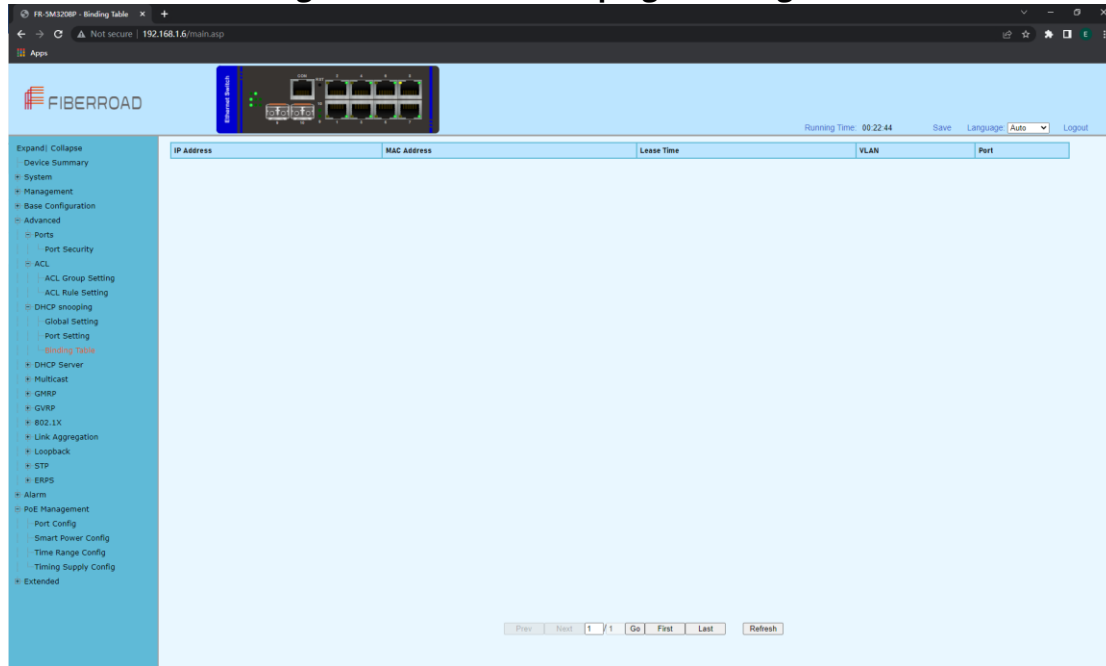 FR-5M3208P - Binding Table
Not secure | 192.168.1.6/main.asp
E
Apps
FIBERROAD
Ethernet Switch
Running Time: 00:22:44 Save Language: Auto Logout
Expand| Collapse
Device Summary
System
Management
Base Configuration
Advanced
Ports
Port Security
ACL
ACL Group Setting
ACL Rule Setting
DHCP snooping
Global Setting
Port Setting
Binding Table
DHCP Server
Multicast
GMRP
GVRP
802.1X
Link Aggregation
Loopback
STP
ERPS
Alarm
PoE Management
Port Config
Smart Power Config
Time Range Config
Timing Supply Config
Extended
IP Address MAC Address Lease Time VLAN Port
Prev Next 1 / 1 Go First Last Refresh